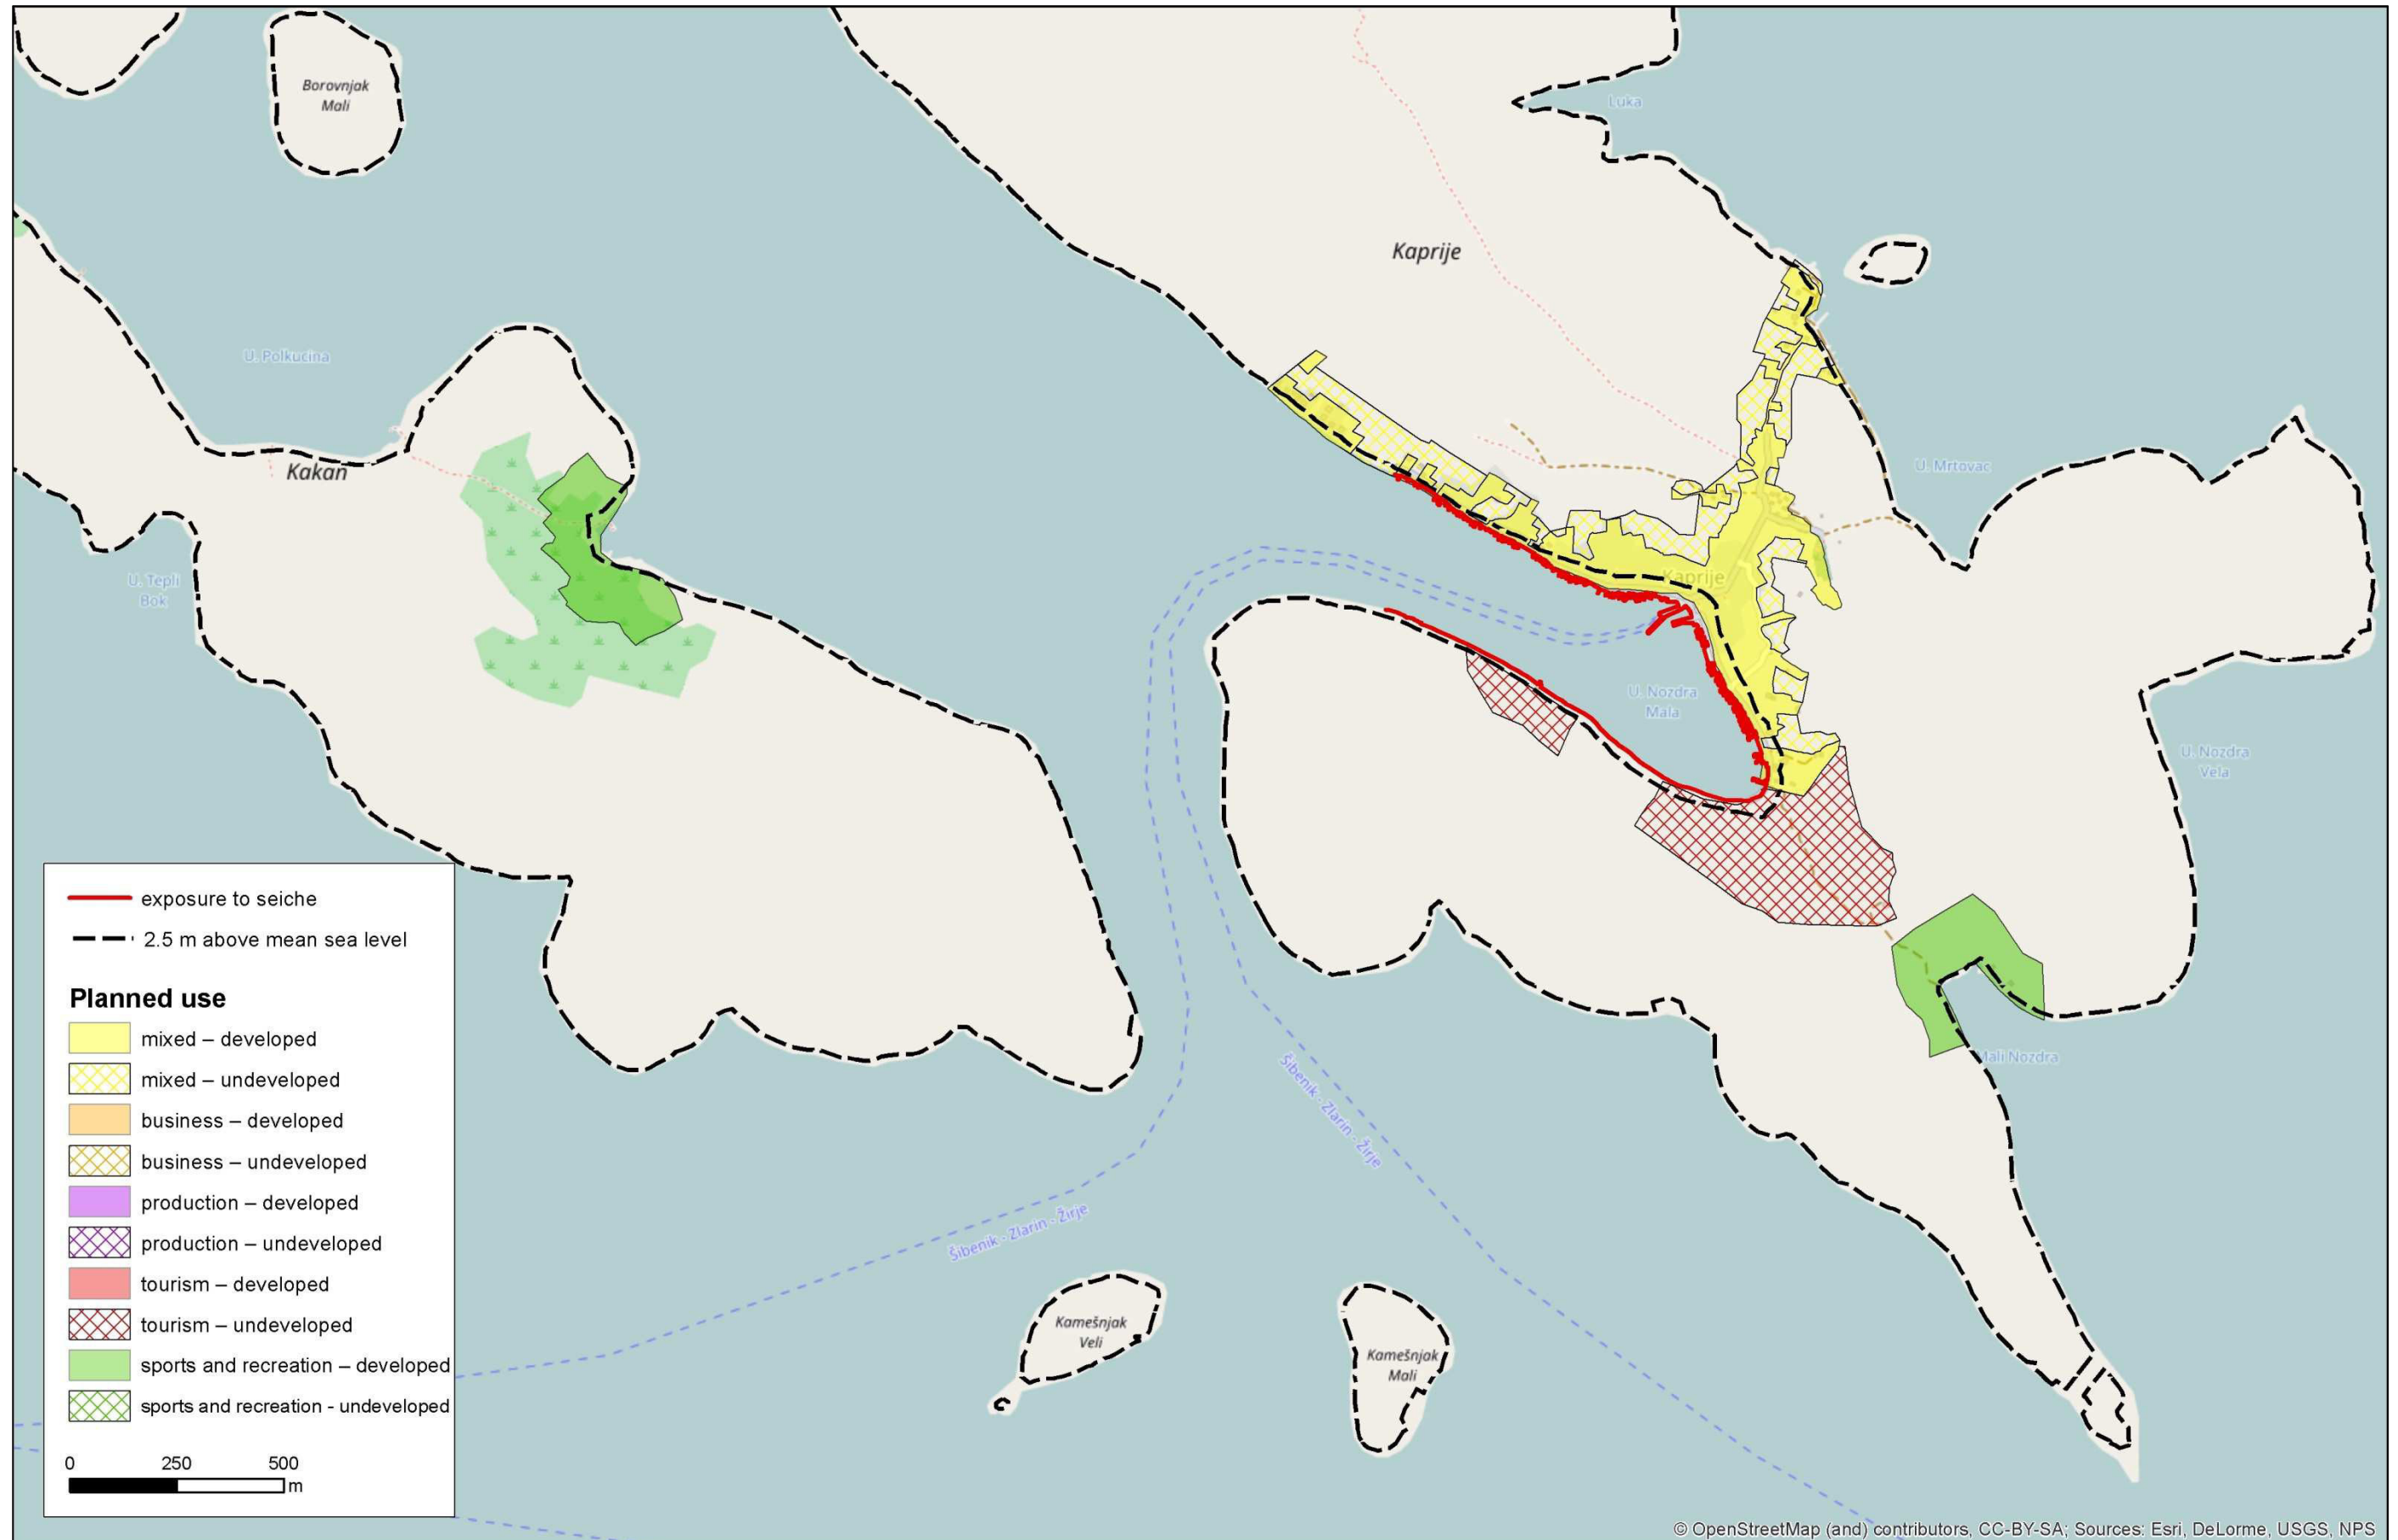 Borovnjak
Mali
Luka
Kaprije
U. Polkucina
Kakan
U. Mrtovac
U. Tepli
Bok
Kaprije
U. Nozdra
Mala
U. Nozdra
Vela
Mali Nozdra
Šibenik - Zlarin - Žirje
Šibenik - Zlarin - Žirje
Kamešnjak
Veli
Kamešnjak
Mali
exposure to seiche
2.5 m above mean sea level
Planned use
mixed – developed
mixed – undeveloped
business – developed
business – undeveloped
production – developed
production – undeveloped
tourism – developed
tourism – undeveloped
sports and recreation – developed
sports and recreation - undeveloped
0 250 500
m
© OpenStreetMap (and) contributors, CC-BY-SA; Sources: Esri, DeLorme, USGS, NPS